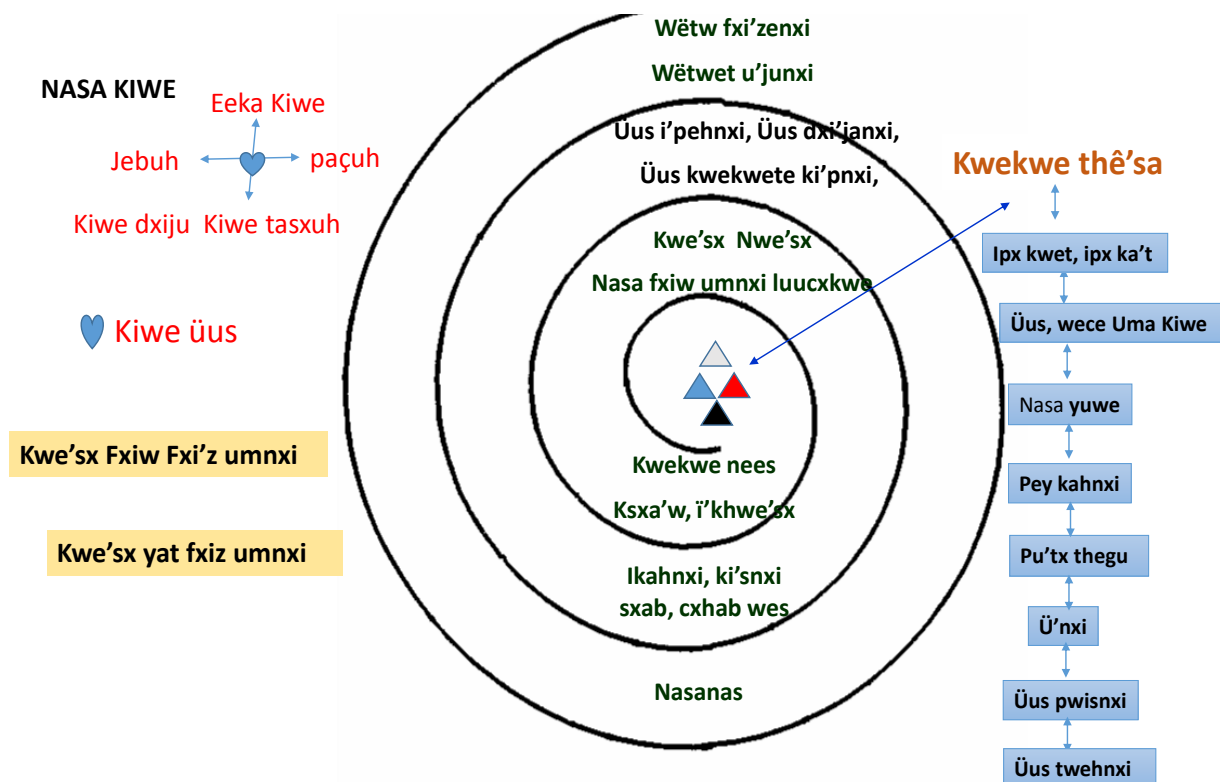 NASA KIWE
Eeka Kiwe
Jebuh
paçuh
Kiwe dxiju Kiwe tasxuh
Kiwe üus
Kwe’sx Fxiw Fxi’z umnxi
Kwe’sx yat fxiz umnxi
Wëtw fxi’zenxi
Wëtwet u’junxi
Üus i’pehnxi, Üus dxi’janxi,
Üus kwekwete ki’pnxi,
Kwe’sx Nwe’sx
Nasa fxiw umnxi luucxkwe
Kwekwe nees
Ksxa’w, ï’khwe’sx
Ikahnxi, ki’snxi
sxab, cxhab wes
Nasanas
Kwekwe thê’sa
Ipx kwet, ipx ka’t
Üus, wece Uma Kiwe
Nasa yuwe
Pey kahnxi
Pu’tx thegu
Ü’nxi
Üus pwisnxi
Üus twehnxi